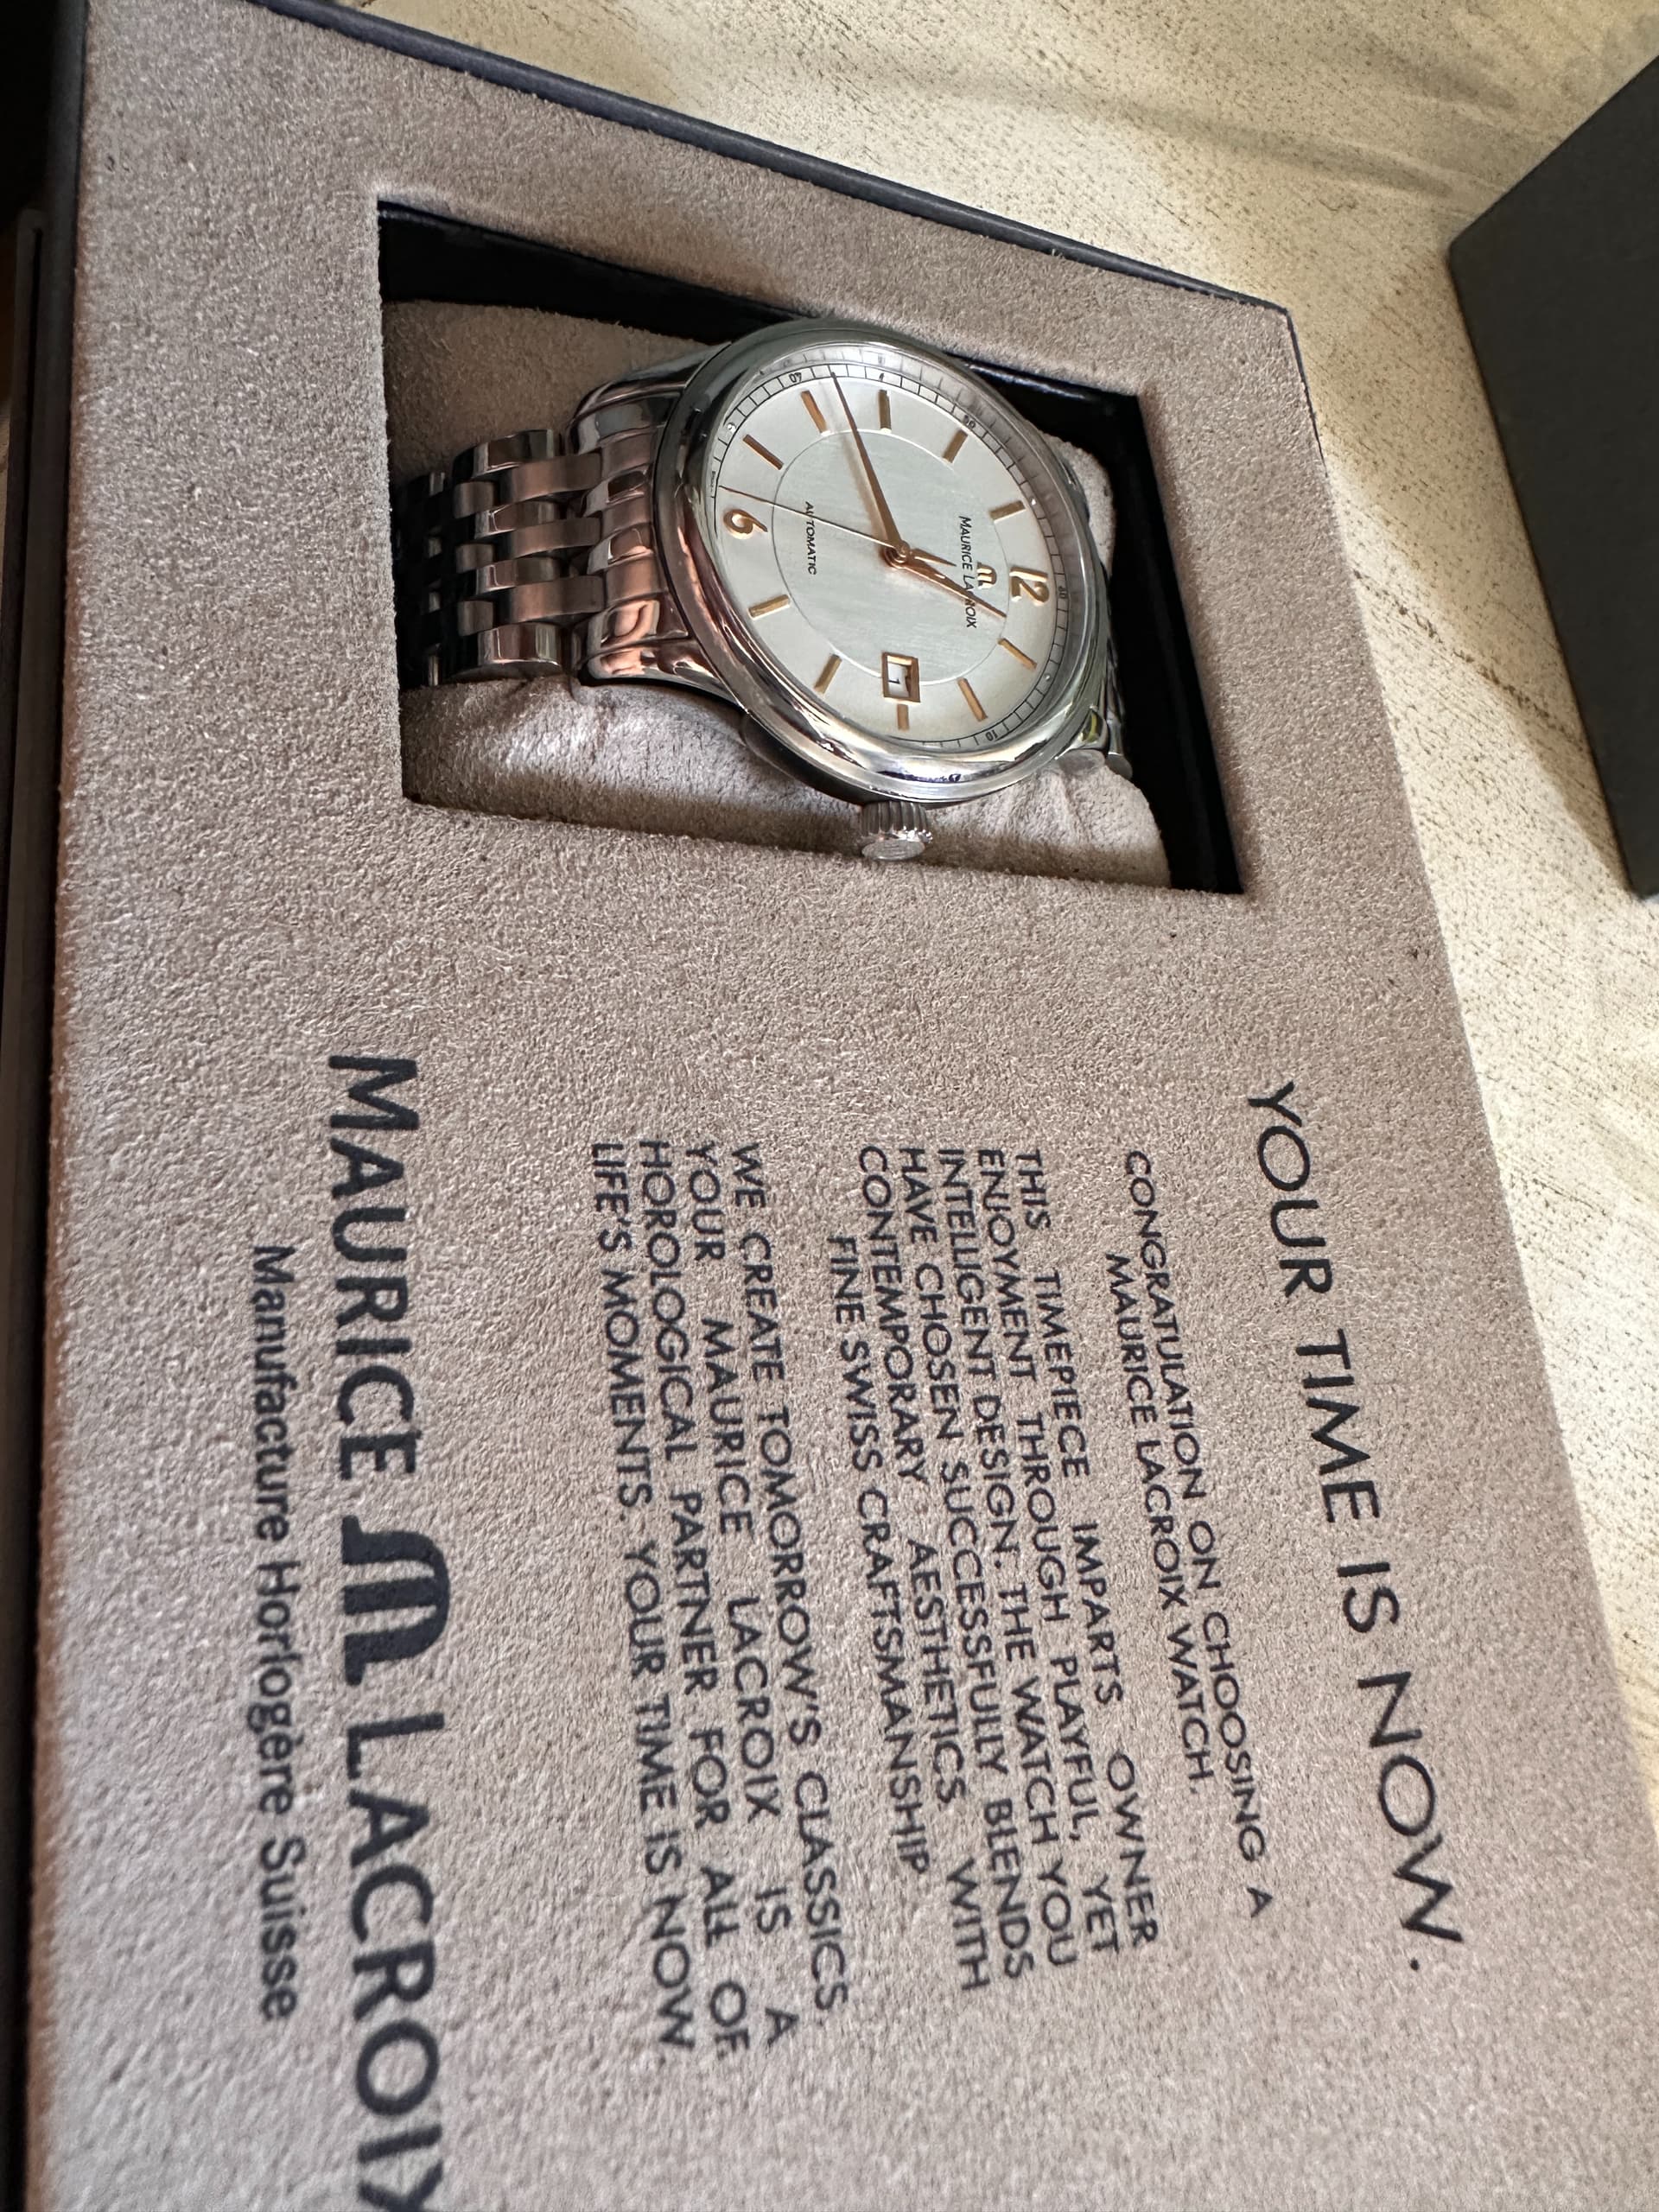 YOUR TIME IS NOW.
CONGRATULATION ON CHOOSING A
MAURICE LACROIX WATCH.
THIS TIMEPIECE IMPARTS OWNER
ENJOYMENT THROUGH PLAYFUL, YET
INTELLIGENT DESIGN. THE WATCH YOU
HAVE CHOSEN SUCCESSFULLY BLENDS
CONTEMPORARY AESTHETICS WITH
FINE SWISS CRAFTSMANSHIP
WE CREATE TOMORROW'S CLASSICS.
YOUR MAURICE LACROIX IS A
HOROLOGICAL PARTNER FOR ALL OF
LIFE'S MOMENTS. YOUR TIME IS NOW.
MAURICE M LACROIX
Manufacture Horlogère Suisse
12
M
MAURICE LACROIX
1
AUTOMATIC
6
10